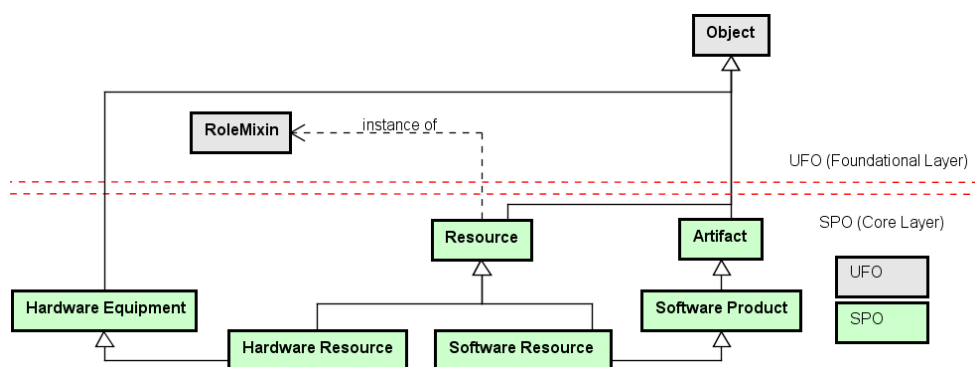 Object
RoleMixin
instance of
UFO (Foundational Layer)
SPO (Core Layer)
Resource
Artifact
UFO
Hardware Equipment
Software Product
SPO
Hardware Resource
Software Resource